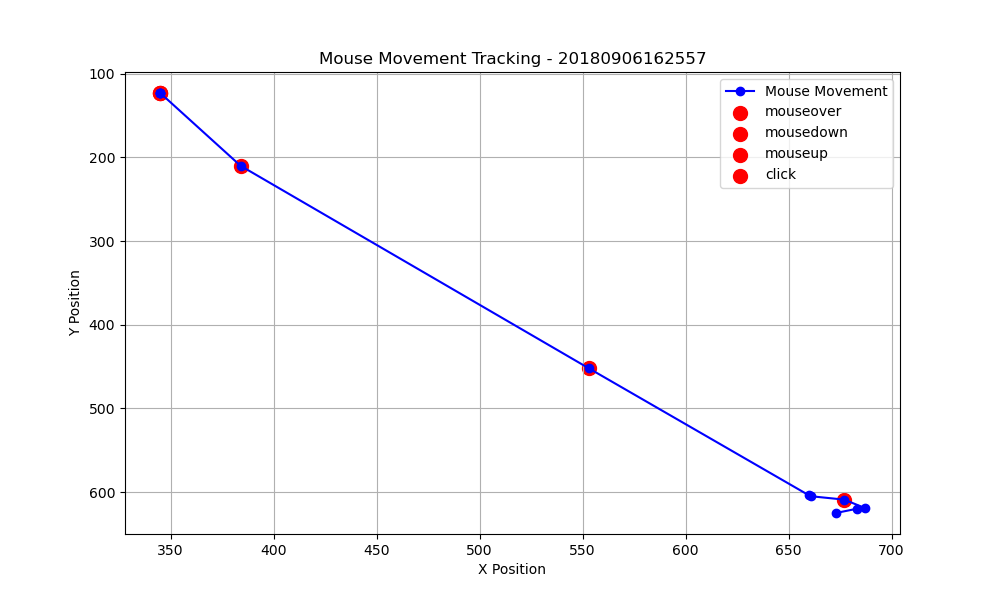 Mouse Movement Tracking - 20180906162557
100
200
300
400
500
600
Y Position
Mouse Movement
mouseover
mousedown
mouseup
click
350
400
450
500
550
600
650
700
X Position